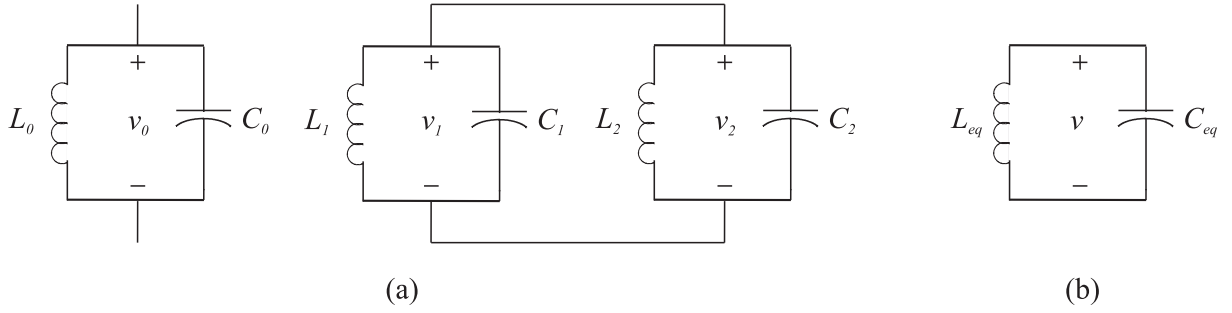 + + + + +
L0 v0 C0 L1 v1 C1 L2 v2 C2 Leq v Ceq
− − − −
(a) (b)